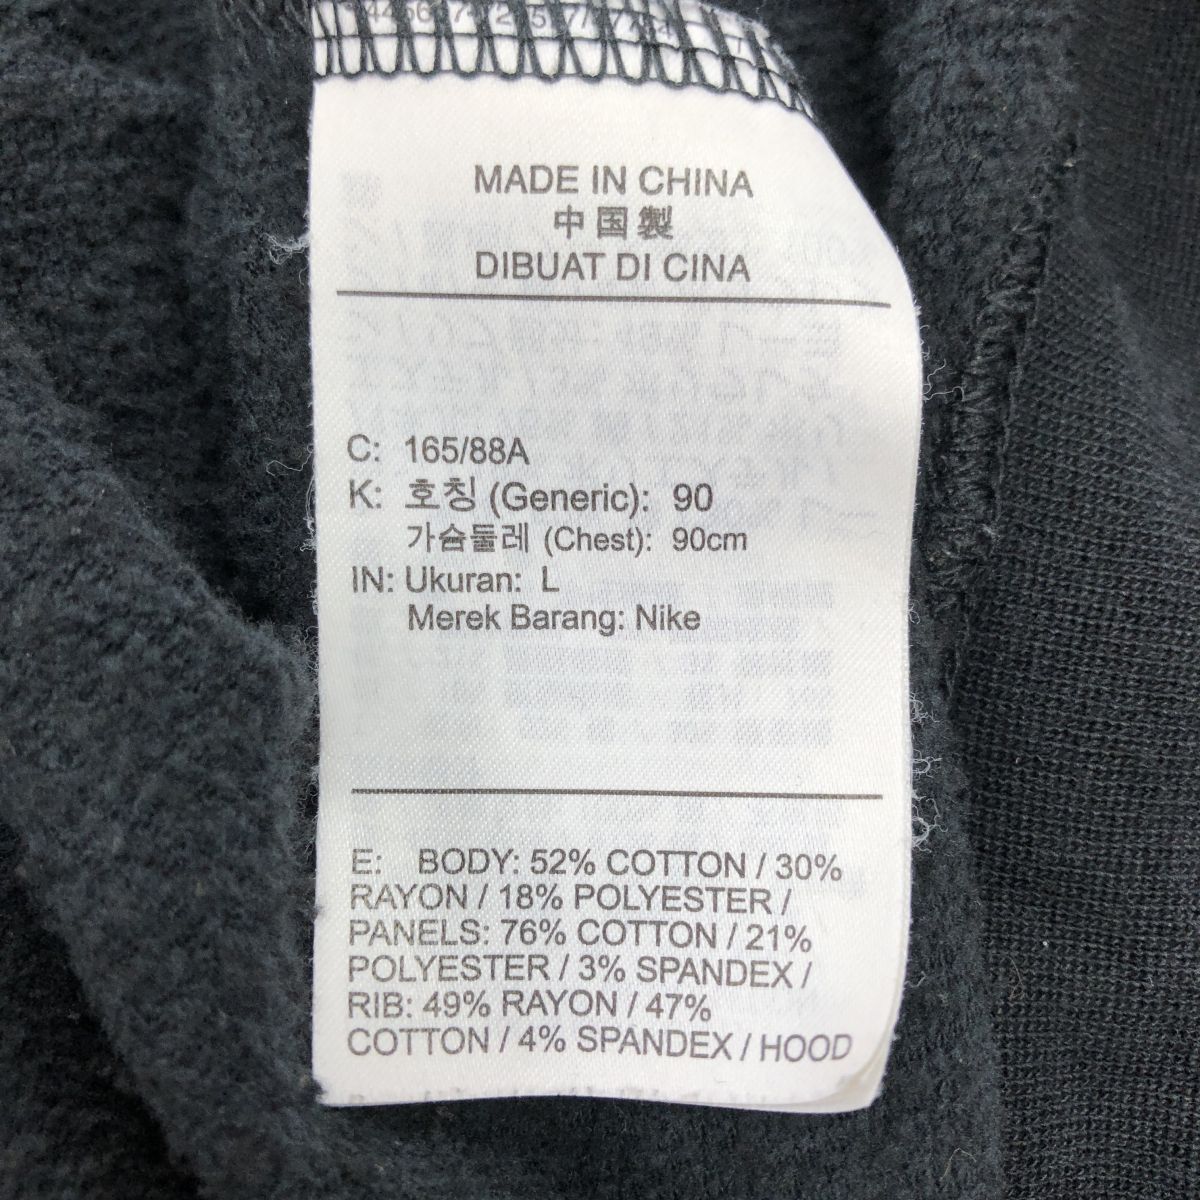 MADE IN CHINA
中国製
DIBUAT DI CINA
C: 165/88A
K: 호칭 (Generic): 90
가슴둘레 (Chest): 90cm
IN: Ukuran: L
Merek Barang: Nike
E: BODY: 52% COTTON / 30%
RAYON / 18% POLYESTER /
PANELS: 76% COTTON / 21%
POLYESTER / 3% SPANDEX /
RIB: 49% RAYON / 47%
COTTON / 4% SPANDEX / HOOD